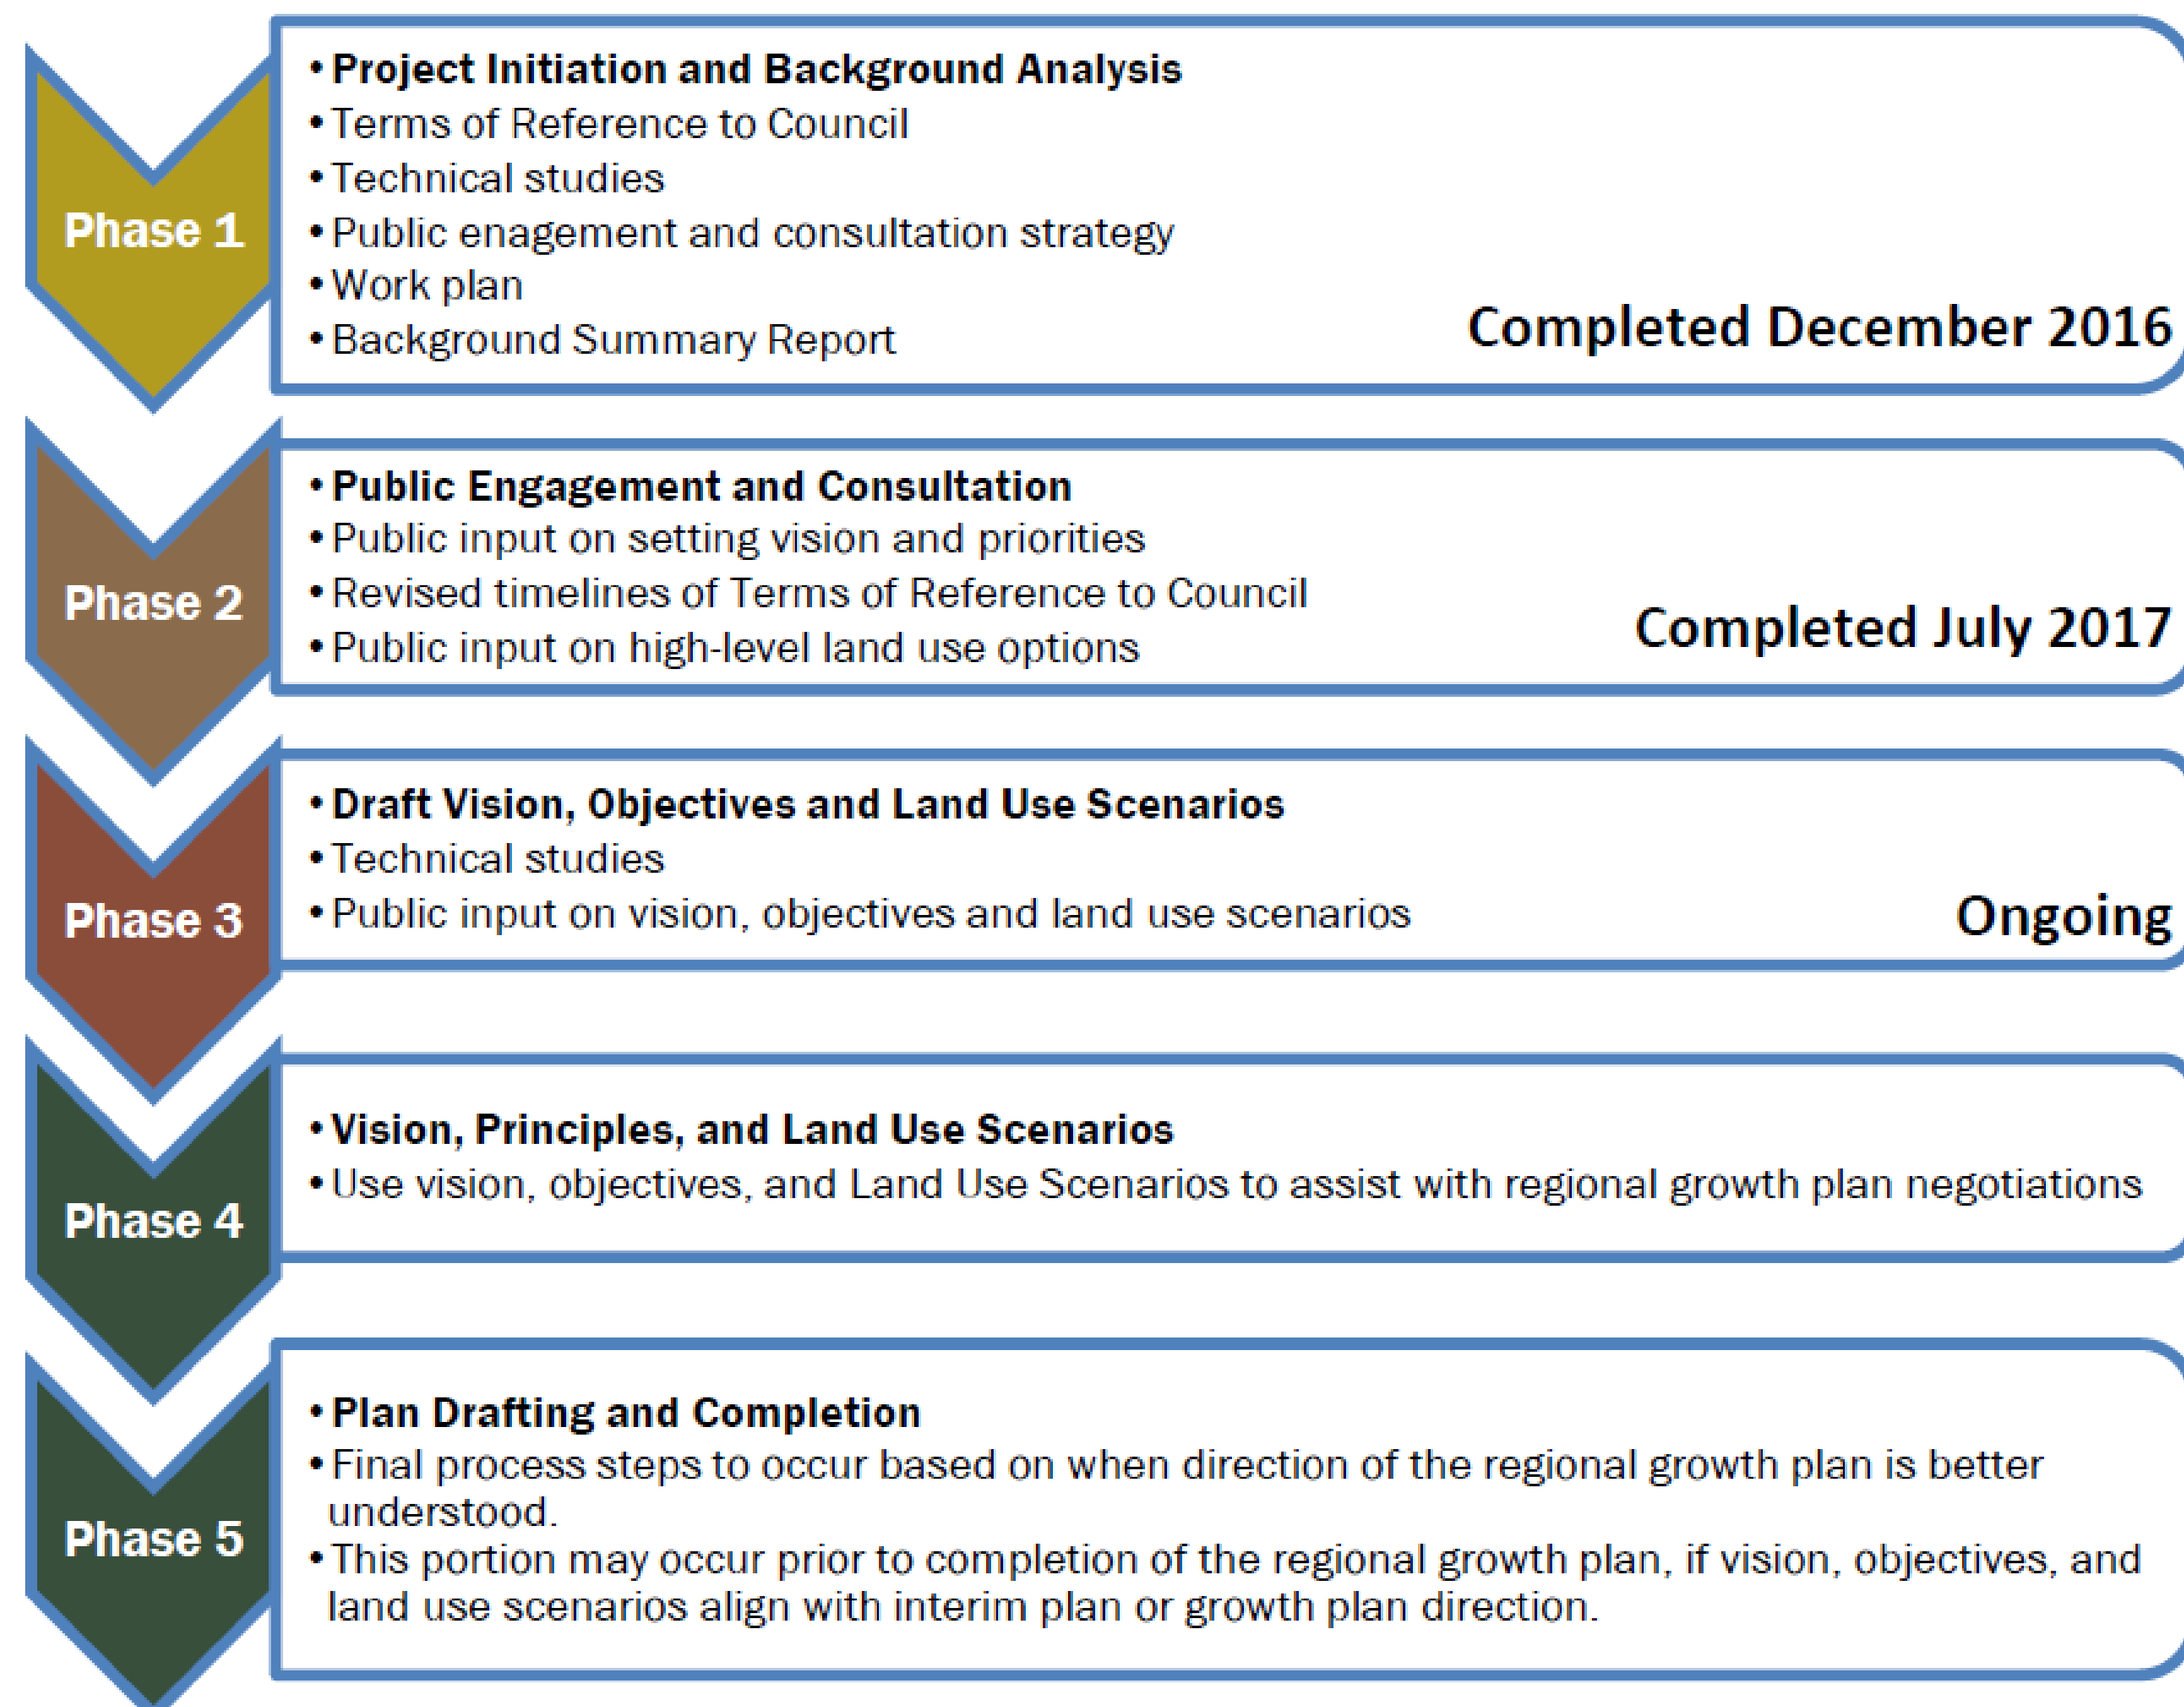 Phase 1
• Project Initiation and Background Analysis
• Terms of Reference to Council
• Technical studies
• Public enagement and consultation strategy
• Work plan
• Background Summary Report
Completed December 2016
Phase 2
• Public Engagement and Consultation
• Public input on setting vision and priorities
• Revised timelines of Terms of Reference to Council
• Public input on high-level land use options
Completed July 2017
Phase 3
• Draft Vision, Objectives and Land Use Scenarios
• Technical studies
• Public input on vision, objectives and land use scenarios
Ongoing
Phase 4
• Vision, Principles, and Land Use Scenarios
• Use vision, objectives, and Land Use Scenarios to assist with regional growth plan negotiations
Phase 5
• Plan Drafting and Completion
• Final process steps to occur based on when direction of the regional growth plan is better
understood.
• This portion may occur prior to completion of the regional growth plan, if vision, objectives, and
land use scenarios align with interim plan or growth plan direction.